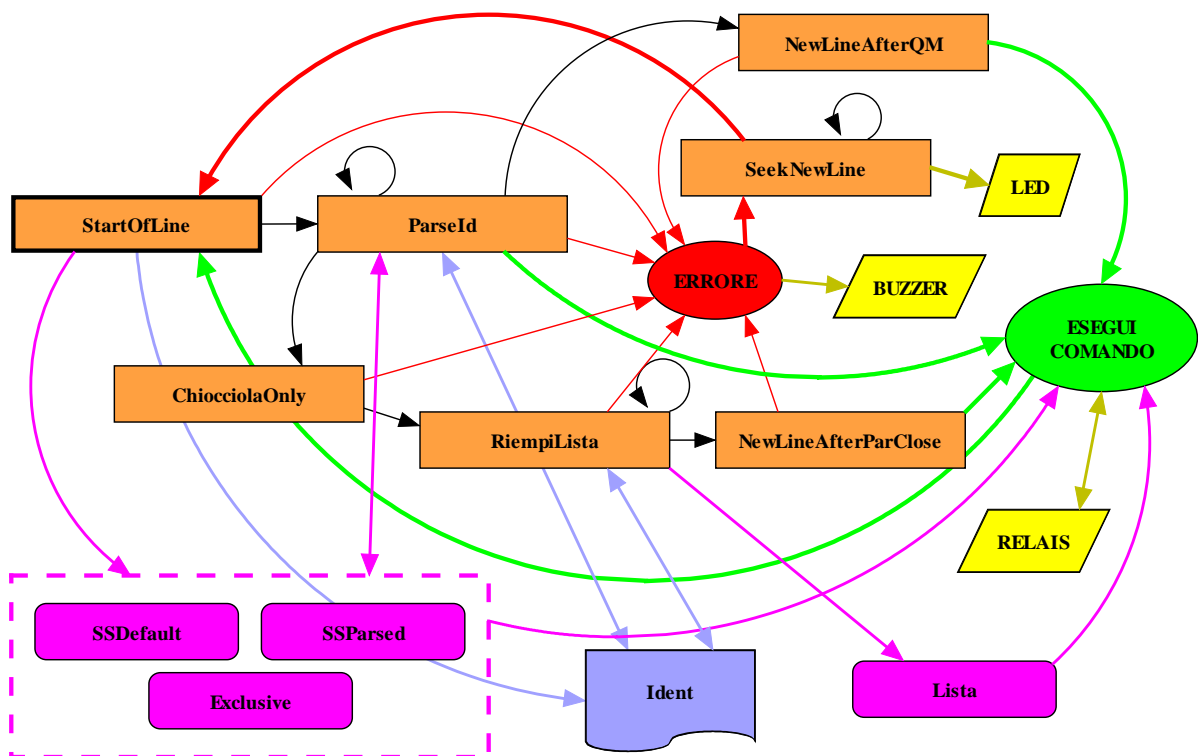 NewLineAfterQM
SeekNewLine
LED
StartOfLine
ParseId
ERRORE
BUZZER
ESEGUI
COMANDO
ChiocciolaOnly
RiempiLista
NewLineAfterParClose
RELAIS
SSDefault
SSParsed
Exclusive
Ident
Lista